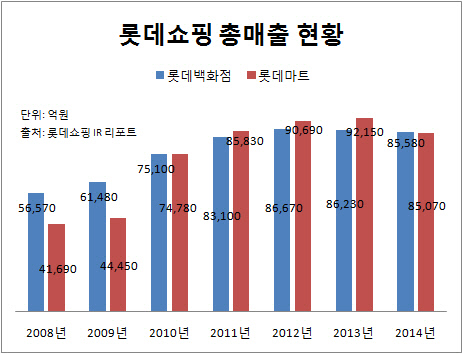 롯데쇼핑 총매출 현황
롯데백화점 롯데마트
단위: 억원
출처: 롯데쇼핑 IR 리포트
56,570 61,480 75,100 83,100 86,670 86,230 85,580
41,690 44,450 74,780 85,830 90,690 92,150 85,070
2008년 2009년 2010년 2011년 2012년 2013년 2014년